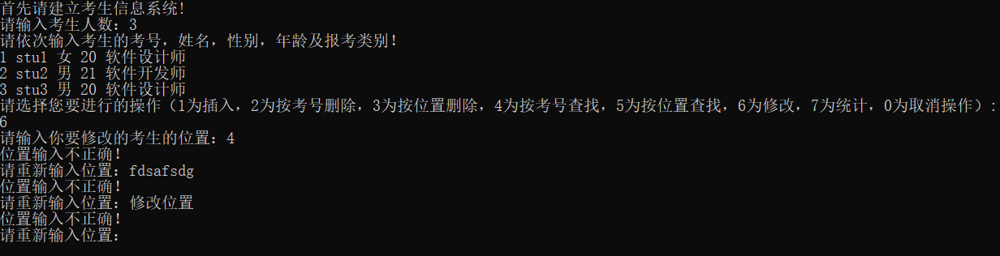 首先请建立考生信息系统!
请输入考生人数: 3
请依次输入考生的考号, 姓名, 性别, 年龄及报考类别!
1 stu1 女 20 软件设计师
2 stu2 男 21 软件开发师
3 stu3 男 20 软件设计师
请选择您要进行的操作 (1为插入, 2为按考号删除, 3为按位置删除, 4为按考号查找, 5为按位置查找, 6为修改, 7为统计, 0为取消操作) :
6
请输入你要修改的考生的位置: 4
位置输入不正确!
请重新输入位置: fdsafsdg
位置输入不正确!
请重新输入位置: 修改位置
位置输入不正确!
请重新输入位置: